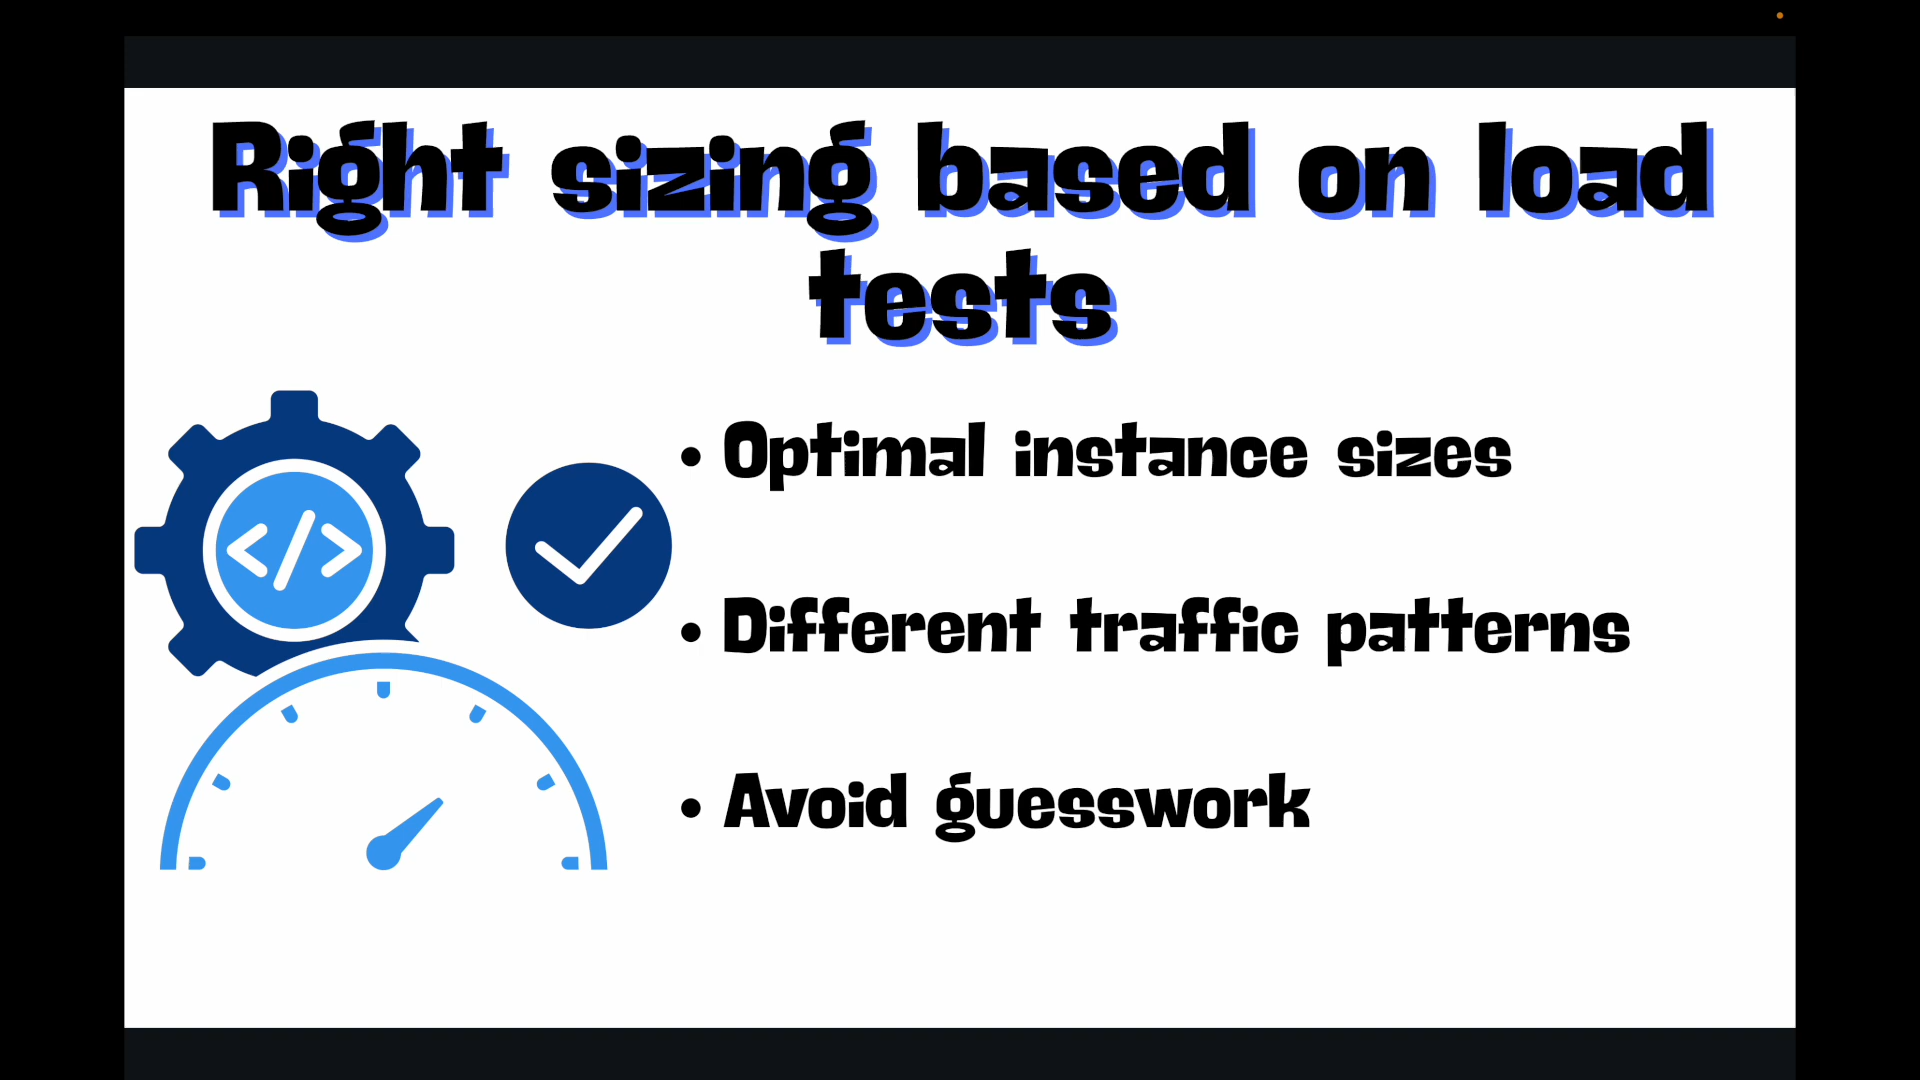 Right sizing based on load
tests
</>
• Optimal instance sizes
• Different traffic patterns
• Avoid guesswork